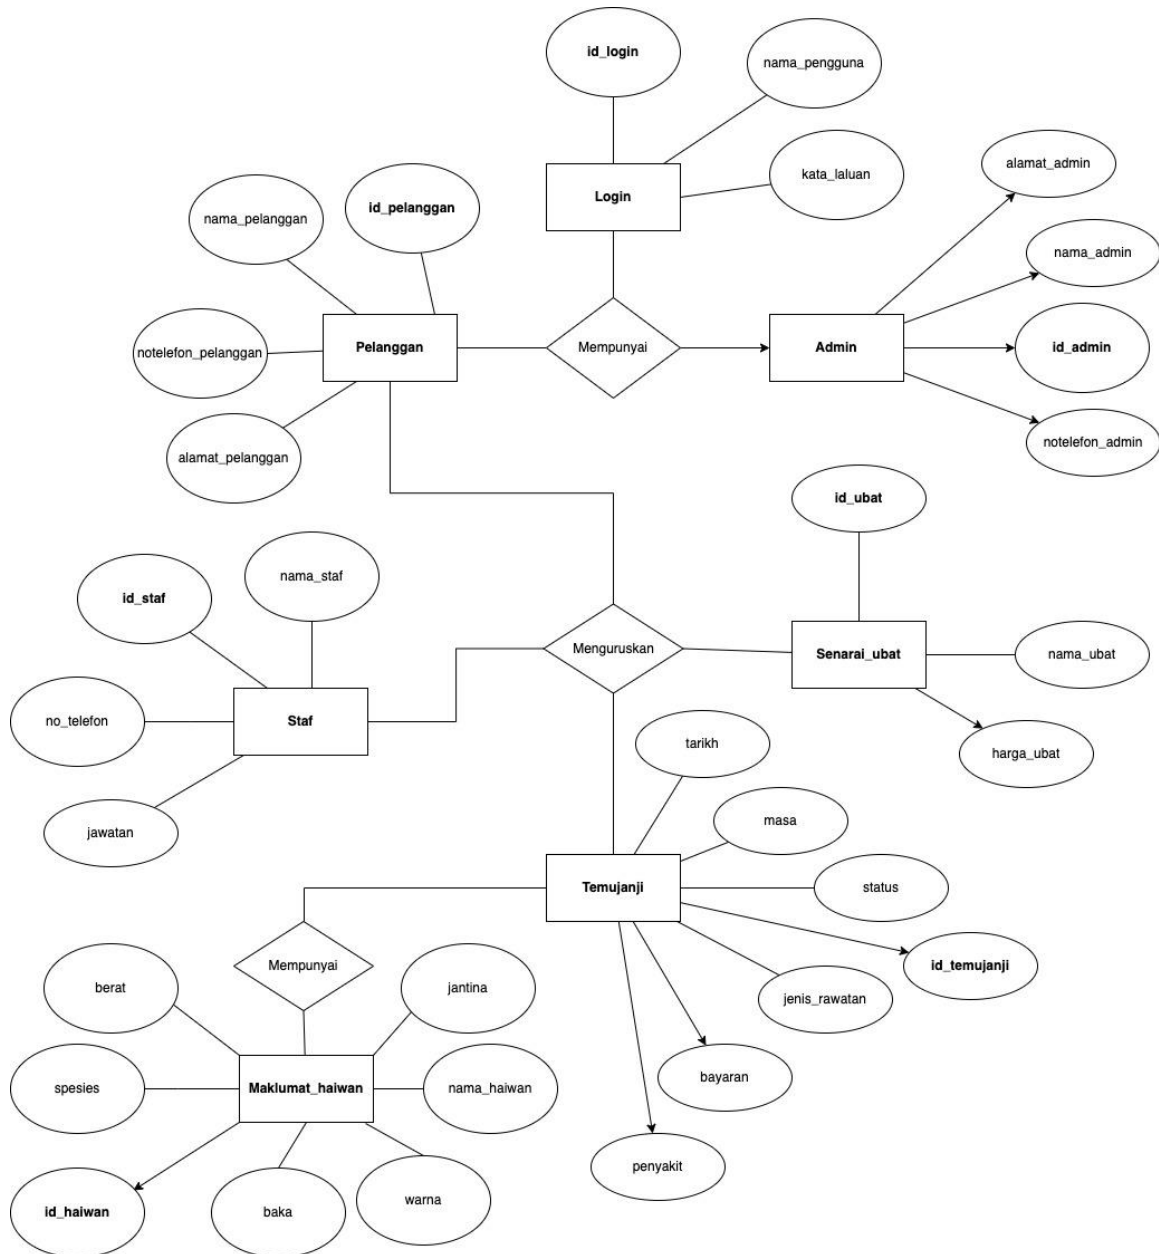 id_login
nama_pengguna
alamat_admin
kata_laluan
Login
id_pelanggan
nama_pelanggan
nama_admin
notelefon_pelanggan
Pelanggan
Mempunyai
Admin
id_admin
alamat_pelanggan
notelefon_admin
id_ubat
nama_staf
id_staf
Menguruskan
Senarai_ubat
nama_ubat
no_telefon
Staf
tarikh
harga_ubat
jawatan
masa
Temujanji
status
Mempunyai
id_temujanji
berat
jantina
jenis_rawatan
bayaran
spesies
Maklumat_haiwan
nama_haiwan
penyakit
id_haiwan
baka
warna